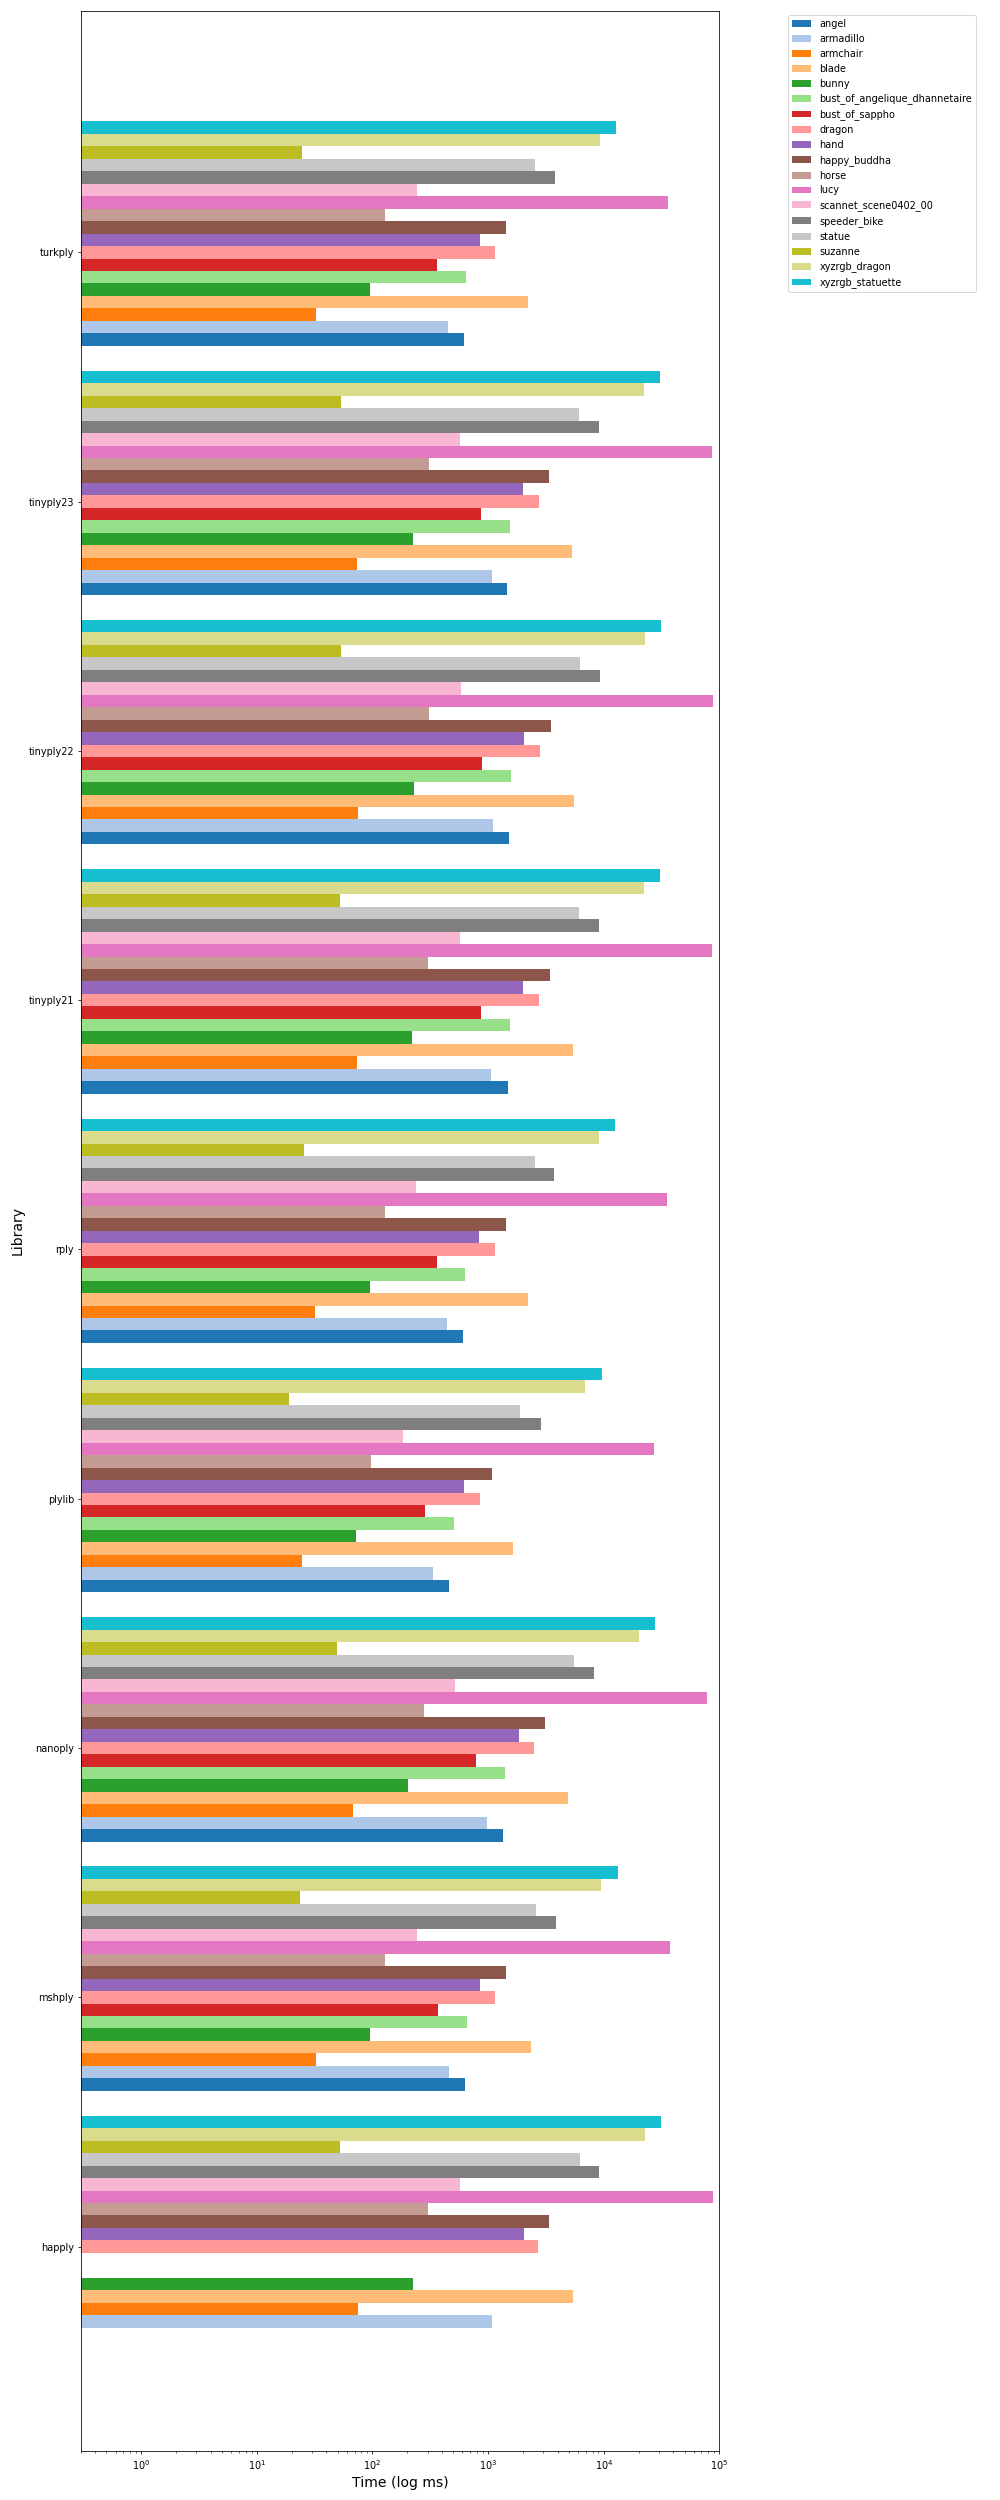 angel
armadillo
armchair
blade
bunny
bust_of_angelique_dhannetaire
bust_of_sappho
dragon
hand
happy_buddha
horse
lucy
scannet_scene0402_00
speeder_bike
statue
suzanne
xyzrgb_dragon
xyzrgb_statuette
turkply
tinyply23
tinyply22
tinyply21
rply
plylib
nanoply
mshply
happly
Library
10⁰ 10¹ 10² 10³ 10⁴ 10⁵
Time (log ms)